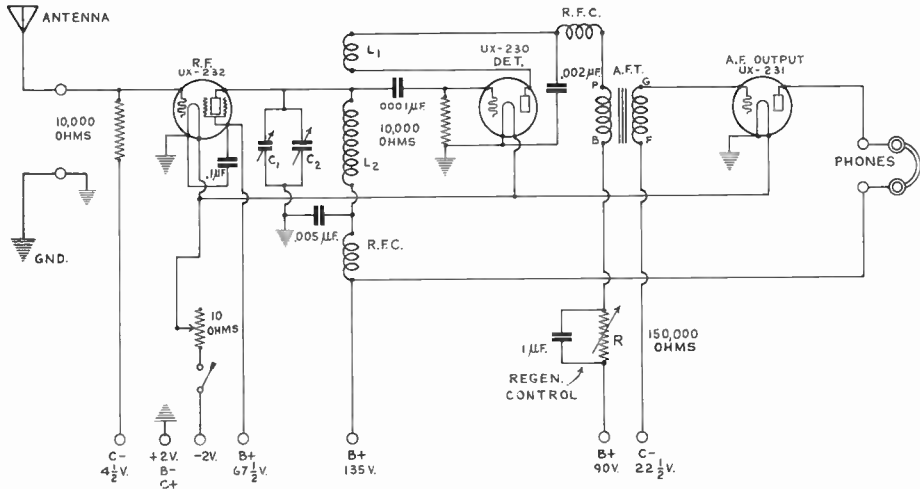 ANTENNA
R.F.
UX-232
10,000
OHMS
.1µF.
C1
C2
L1
L2
.0001µF.
10,000
OHMS
UX-230
DET.
.002µF.
R.F.C.
A.F.T.
P
B
G
F
A.F. OUTPUT
UX-231
PHONES
GND.
.005µF.
R.F.C.
10
OHMS
1µF.
R
150,000
OHMS
REGEN.
CONTROL
C-
4½V.
+2V.
B-
C+
-2V.
B+
67½V.
B+
135V.
B+
90V.
C-
22½V.